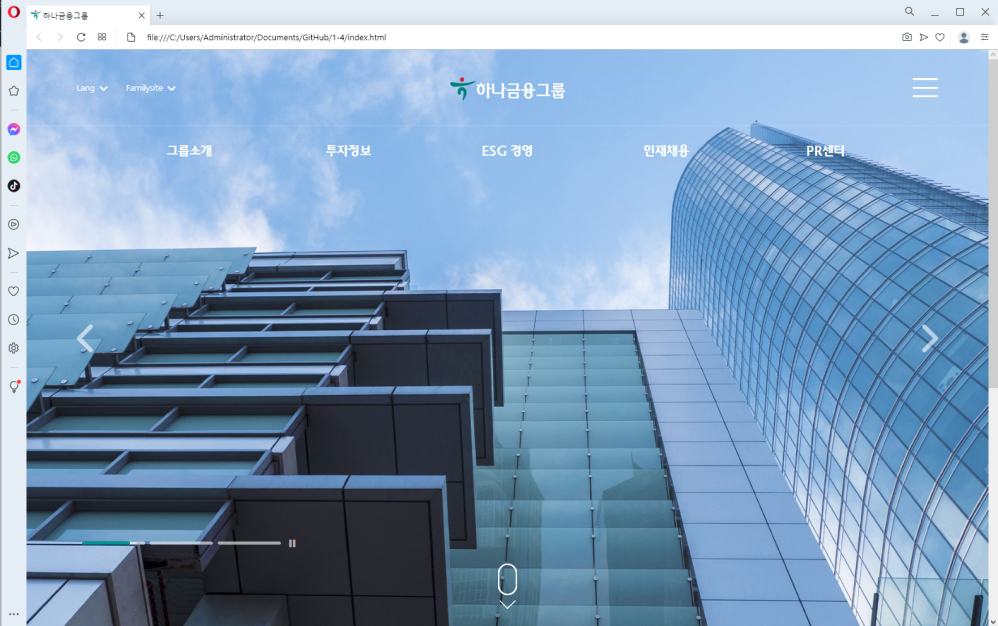 하나금융그룹
file:///C:/Users/Administrator/Documents/GitHub/1-4/index.html
Lang
Familysite
하나금융그룹
그룹소개
투자정보
ESG 경영
인재채용
PR센터